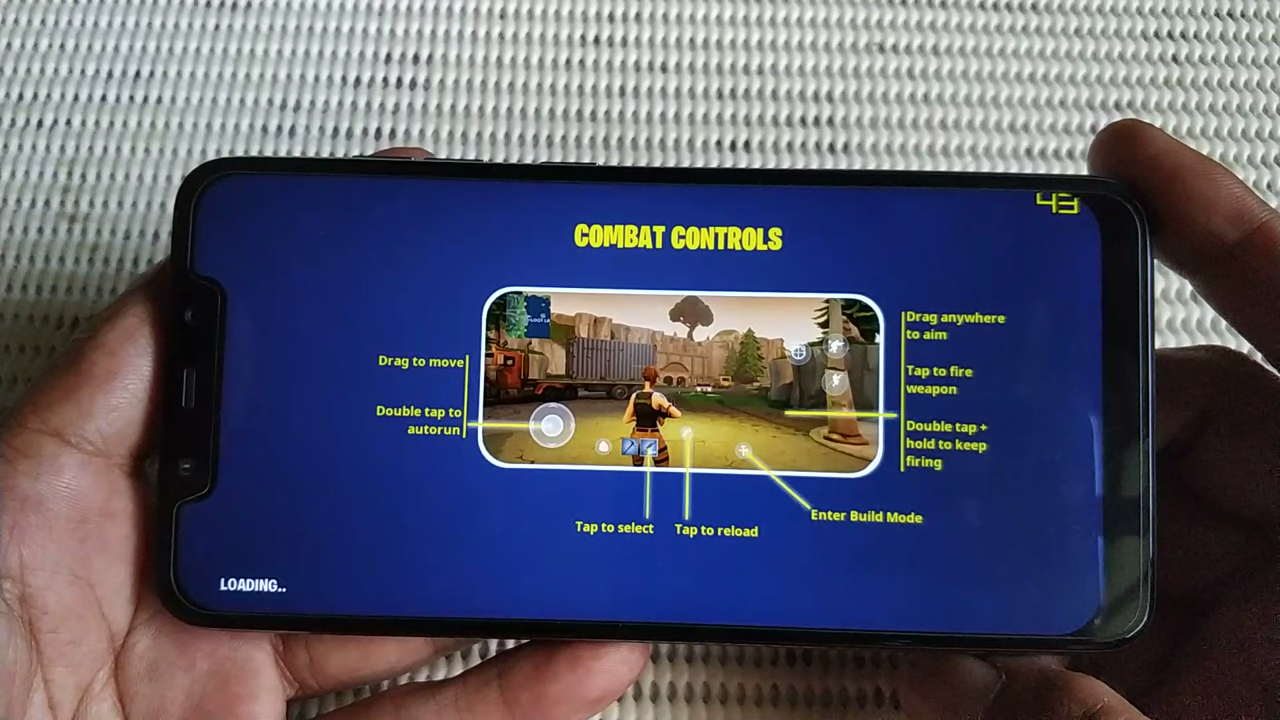 43
COMBAT CONTROLS
Drag to move
Double tap to
autorun
Drag anywhere
to aim
Tap to fire
weapon
Double tap +
hold to keep
firing
Tap to select
Tap to reload
Enter Build Mode
LOADING..